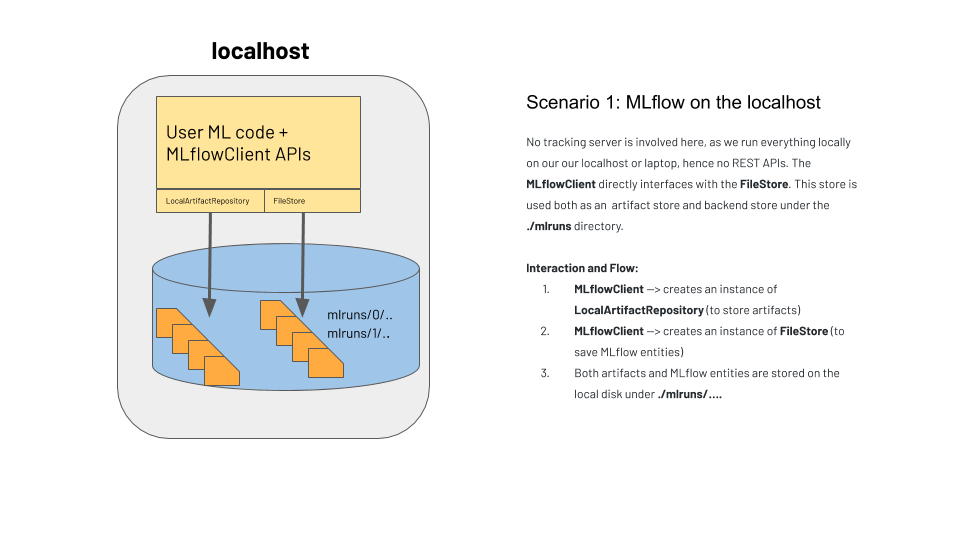 localhost
User ML code +
MLflowClient APIs
LocalArtifactRepository
FileStore
mlruns/0/..
mlruns/1/..
Scenario 1: MLflow on the localhost
No tracking server is involved here, as we run everything locally
on our our localhost or laptop, hence no REST APIs. The
MLflowClient directly interfaces with the FileStore. This store is
used both as an artifact store and backend store under the
./mlruns directory.
Interaction and Flow:
1. MLflowClient —> creates an instance of
LocalArtifactRepository (to store artifacts)
2. MLflowClient —> creates an instance of FileStore (to
save MLflow entities)
3. Both artifacts and MLflow entities are stored on the
local disk under ./mlruns/....